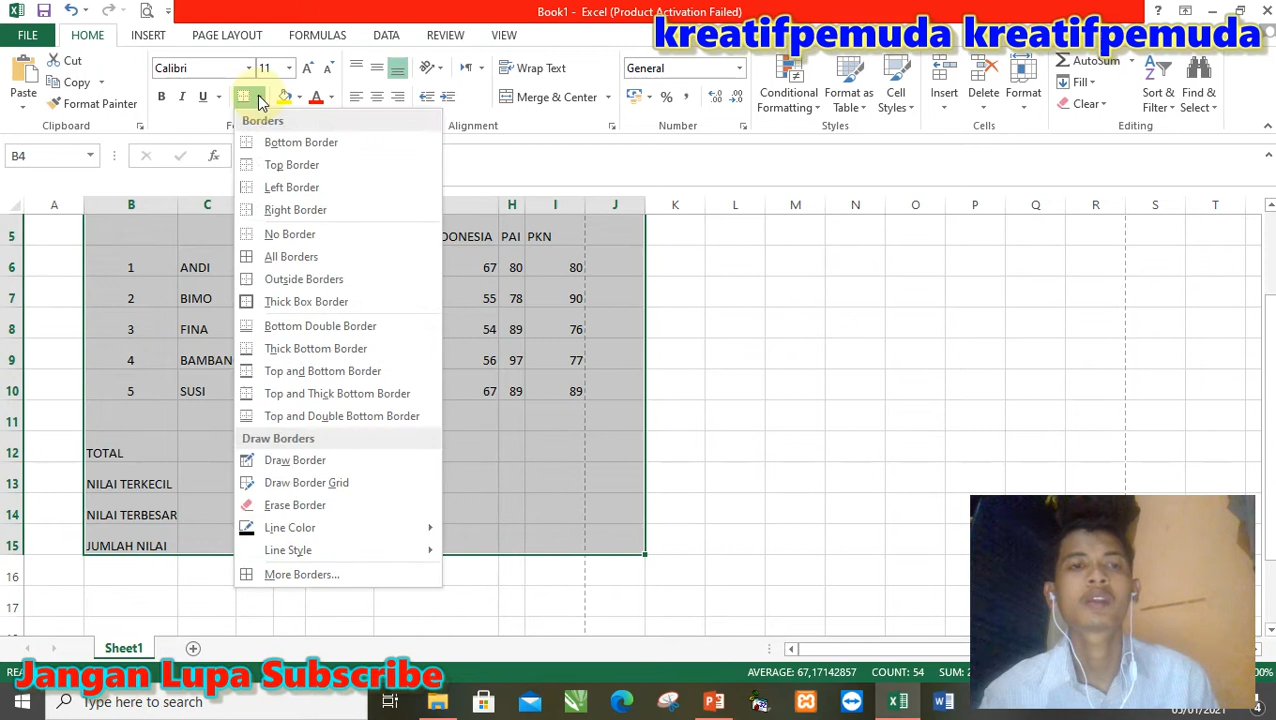 Book1 - Excel (Product Activation Failed)
kreatifpemuda kreatifpemuda
FILE HOME INSERT PAGE LAYOUT FORMULAS DATA REVIEW VIEW
Cut
Copy
Format Painter
Paste
Clipboard
Calibri 11
B I U
Wrap Text
Merge & Center
Alignment
General
Number
Conditional Formatting
Format as Table
Cell Styles
Styles
Insert Delete Format
Cells
AutoSum
Fill
Clear
B4
Borders
Bottom Border
Top Border
Left Border
Right Border
No Border
All Borders
Outside Borders
Thick Box Border
Bottom Double Border
Thick Bottom Border
Top and Bottom Border
Top and Thick Bottom Border
Top and Double Bottom Border
Draw Borders
Draw Border
Draw Border Grid
Erase Border
Line Color
Line Style
More Borders...
A B C H I J K L M N O P Q R S T
5 PAI PKN
6 1 ANDI 67 80 80
7 2 BIMO 55 78 90
8 3 FINA 54 89 76
9 4 56 97 77
10 5 SUSI 67 89 89
11
12 TOTAL
13 NILAI TERKECIL
14 NILAI TERBESAR
15 JUMLAH NILAI
16
17
Sheet1
Jangan Lupa Subscribe
AVERAGE: 67,17142857 COUNT: 54
Type here to search